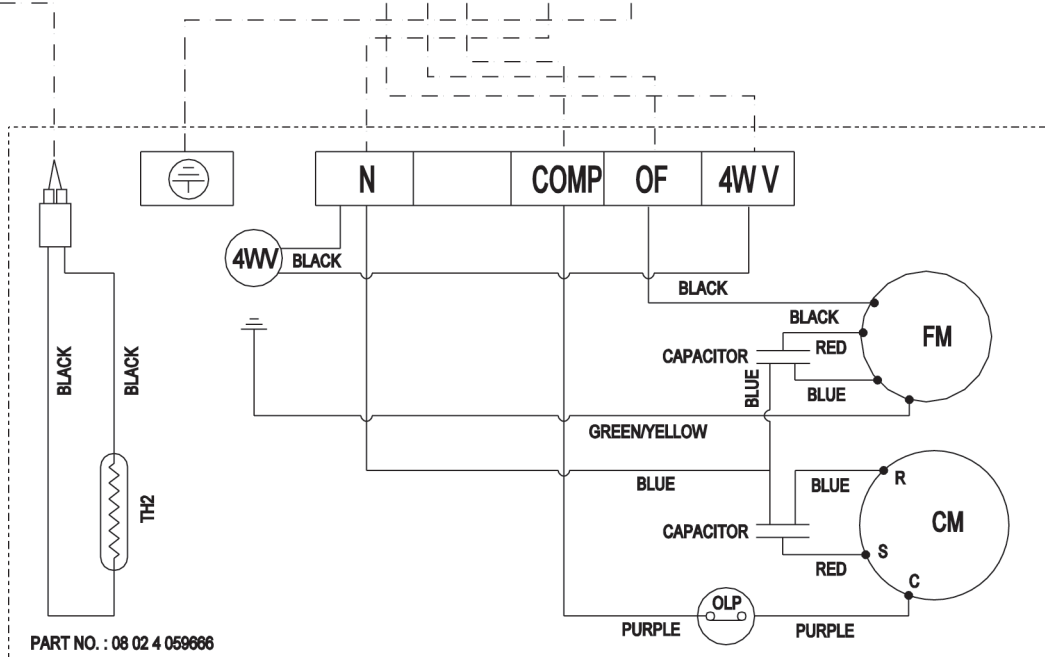 N COMP OF 4W V
4WV
BLACK
BLACK
BLACK
CAPACITOR
RED
FM
BLUE
BLUE
BLACK
BLACK
GREEN/YELLOW
BLUE
BLUE
R
TH2
CAPACITOR
CM
S
RED
C
OLP
PURPLE
PURPLE
PART NO. : 08 02 4 059666